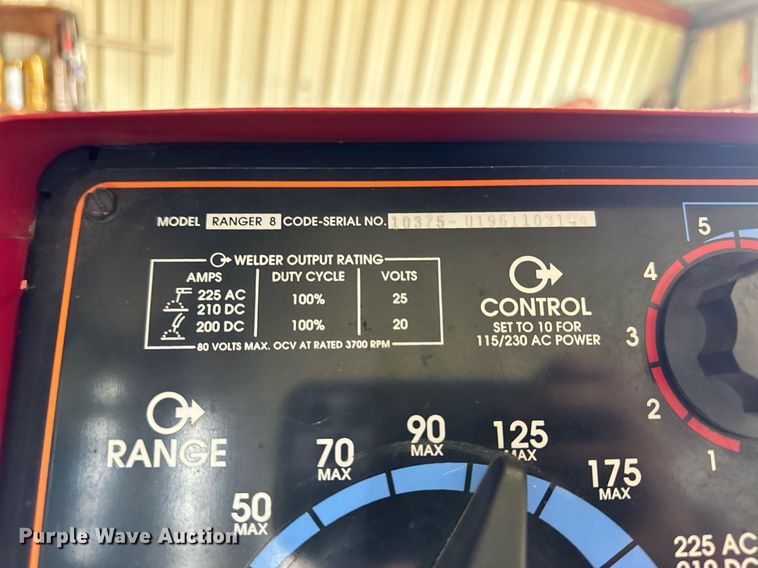 MODEL RANGER 8 CODE-SERIAL NO.
WELDER OUTPUT RATING
AMPS DUTY CYCLE VOLTS
225 AC
210 DC 100% 25
200 DC 100% 20
80 VOLTS MAX. OCV AT RATED 3700 RPM
CONTROL
SET TO 10 FOR
115/230 AC POWER
5
4
3
2
1
RANGE
50
MAX
70
MAX
90
MAX
125
MAX
175
MAX
225 AC
210 DC
Purple Wave Auction